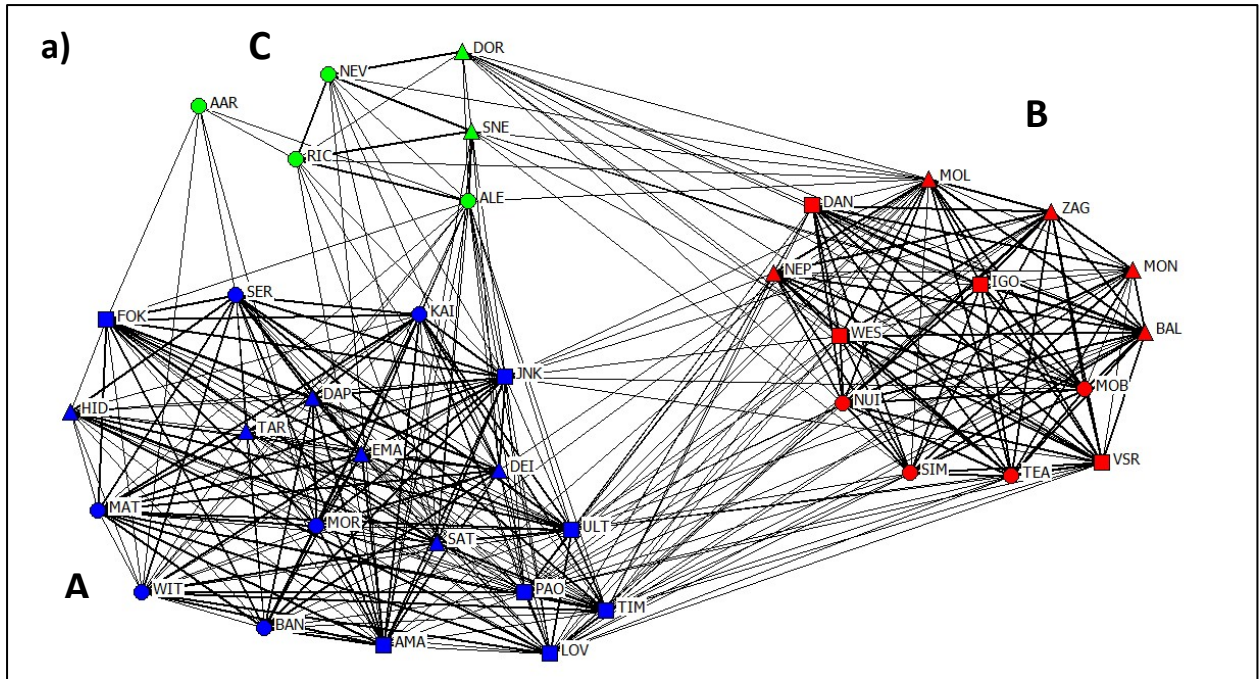 a)
C
DOR
NEV
AAR
B
SNE
RIC
MOL
ALE
DAN
ZAG
NEP
MON
IGO
SER
FOK
KAI
WES
BAL
JNK
MOB
DAP
NUI
HID
TAR
EMA
DEI
SIM
TEA
VSR
MAT
MOR
ULT
SAT
A
WIT
PAO
TIM
BAN
AMA
LOV